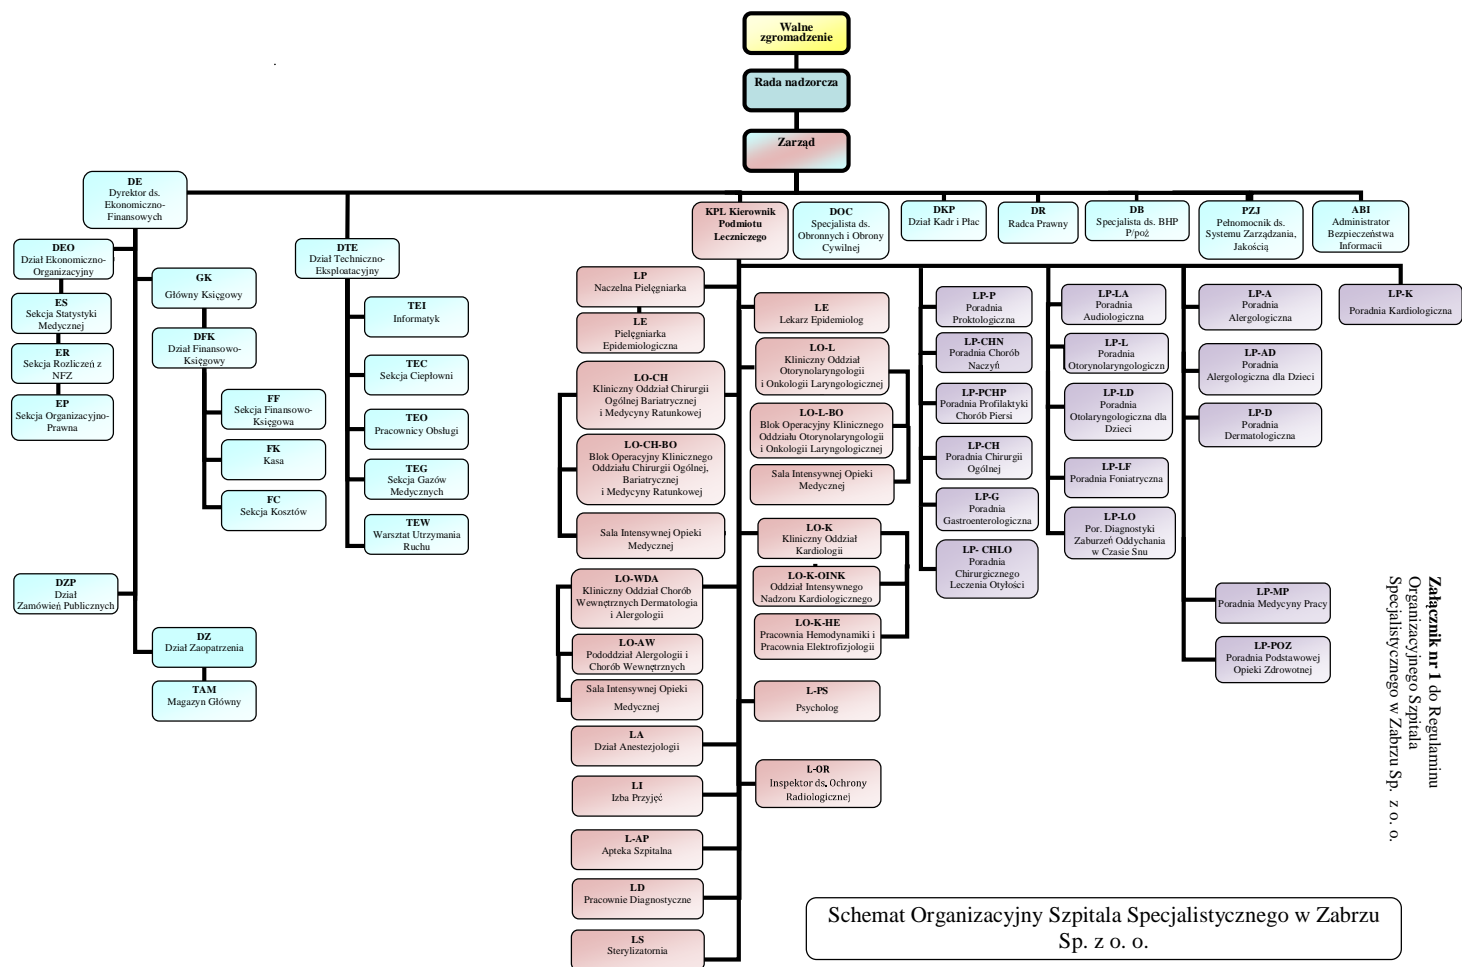 Walne
zgromadzenie
Rada nadzorcza
Zarząd
DE
Dyrektor ds.
Ekonomiczno-
Finansowych
DEO
Dział Ekonomiczno-
Organizacyjny
ES
Sekcja Statystyki
Medycznej
ER
Sekcja Rozliczeń z
NFZ
EP
Sekcja Organizacyjno-
Prawna
GK
Główny Księgowy
DFK
Dział Finansowo-
Księgowy
FF
Sekcja Finansowo-
Księgowa
FK
Kasa
FC
Sekcja Kosztów
DZP
Dział
Zamówień Publicznych
DZ
Dział Zaopatrzenia
TAM
Magazyn Główny
DTE
Dział Techniczno-
Eksploatacyjny
TEI
Informatyk
TEC
Sekcja Ciepłowni
TEO
Pracownicy Obsługi
TEG
Sekcja Gazów
Medycznych
TEW
Warsztat Utrzymania
Ruchu
KPL Kierownik
Podmiotu
Leczniczego
DOC
Specjalista ds.
Obronnych i Obrony
Cywilnej
DKP
Dział Kadr i Płac
DR
Radca Prawny
DB
Specjalista ds. BHP
P/poż
PZJ
Pełnomocnik ds.
Systemu Zarządzania,
Jakością
ABI
Administrator
Bezpieczeństwa
Informacii
LP
Naczelna Pielęgniarka
LE
Pielęgniarka
Epidemiologiczna
LO-CH
Kliniczny Oddział Chirurgii
Ogólnej Bariatrycznej
i Medycyny Ratunkowej
LO-CH-BO
Blok Operacyjny Klinicznego
Oddziału Chirurgii Ogólnej,
Bariatrycznej
i Medycyny Ratunkowej
Sala Intensywnej Opieki
Medycznej
LO-WDA
Kliniczny Oddział Chorób
Wewnętrznych Dermatologia
i Alergologii
LO-AW
Pododdział Alergologii i
Chorób Wewnętrznych
Sala Intensywnej Opieki
Medycznej
LA
Dział Anestezjologii
LI
Izba Przyjęć
L-AP
Apteka Szpitalna
LD
Pracownie Diagnostyczne
LS
Sterylizatornia
LE
Lekarz Epidemiolog
LO-L
Kliniczny Oddział
Otorynolaryngologii
i Onkologii Laryngologicznej
LO-L-BO
Blok Operacyjny Klinicznego
Oddziału Otorynolaryngologii
i Onkologii Laryngologicznej
Sala Intensywnej Opieki
Medycznej
LO-K
Kliniczny Oddział
Kardiologii
LO-K-OINK
Oddział Intensywnego
Nadzoru Kardiologicznego
LO-K-HE
Pracownia Hemodynamiki i
Pracownia Elektrofizjologii
L-PS
Psycholog
L-OR
Inspektor ds. Ochrony
Radiologicznej
LP-P
Poradnia
Proktologiczna
LP-CHN
Poradnia Chorób
Naczyń
LP-PCHP
Poradnia Profilaktyki
Chorób Piersi
LP-CH
Poradnia Chirurgii
Ogólnej
LP-G
Poradnia
Gastroenterologiczna
LP- CHLO
Poradnia
Chirurgicznego
Leczenia Otyłości
LP-LA
Poradnia
Audiologiczna
LP-L
Poradnia
Otorynolaryngologiczn
LP-LD
Poradnia
Otolaryngologiczna dla
Dzieci
LP-LF
Poradnia Foniatryczna
LP-LO
Por. Diagnostyki
Zaburzeń Oddychania
w Czasie Snu
LP-A
Poradnia
Alergologiczna
LP-AD
Poradnia
Alergologiczna dla Dzieci
LP-D
Poradnia
Dermatologiczna
LP-MP
Poradnia Medycyny Pracy
LP-POZ
Poradnia Podstawowej
Opieki Zdrowotnej
LP-K
Poradnia Kardiologiczna
Załącznik nr 1 do Regulaminu
Organizacyjnego Szpitala
Specjalistycznego w Zabrzu Sp. z o. o.
Schemat Organizacyjny Szpitala Specjalistycznego w Zabrzu
Sp. z o. o.